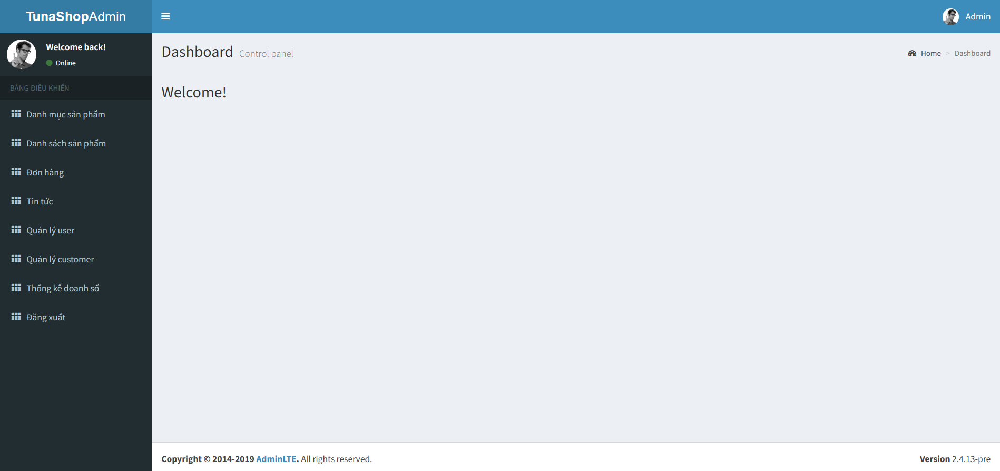 TunaShopAdmin
Admin
Welcome back!
Online
BẢNG ĐIỀU KHIỂN
Danh mục sản phẩm
Danh sách sản phẩm
Đơn hàng
Tin tức
Quản lý user
Quản lý customer
Thống kê doanh số
Đăng xuất
Dashboard Control panel
Home > Dashboard
Welcome!
Copyright © 2014-2019 AdminLTE. All rights reserved.
Version 2.4.13-pre